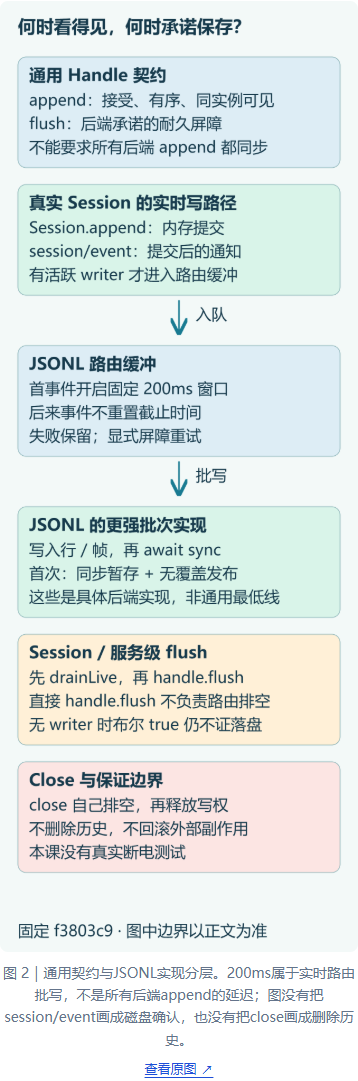 何时看得见，何时承诺保存？
通用 Handle 契约
append：接受、有序、同实例可见
flush：后端承诺的耐久屏障
不能要求所有后端 append 都同步
真实 Session 的实时写路径
Session.append：内存提交
session/event：提交后的通知
有活跃 writer 才进入路由缓冲
入队
JSONL 路由缓冲
首事件开启固定 200ms 窗口
后来事件不重置截止时间
失败保留；显式屏障重试
批写
JSONL 的更强批次实现
写入行 / 帧，再 await sync
首次：同步暂存 + 无覆盖发布
这些是具体后端实现，非通用最低线
Session / 服务级 flush
先 drainLive，再 handle.flush
直接 handle.flush 不负责路由排空
无 writer 时布尔 true 仍不证落盘
Close 与保证边界
close 自己排空，再释放写权
不删除历史，不回滚外部副作用
本课没有真实断电测试
固定 f3803c9 · 图中边界以正文为准
图 2｜通用契约与JSONL实现分层。200ms属于实时路由
批写，不是所有后端append的延迟；图没有把
session/event画成磁盘确认，也没有把close画成删除历
史。
查看原图 ↗